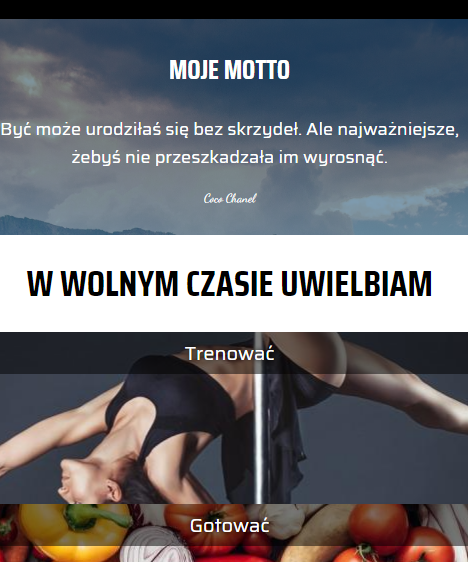 MOJE MOTTO
Być może urodziłaś się bez skrzydeł. Ale najważniejsze,
żebyś nie przeszkadzała im wyrosnąć.
Coco Chanel
W WOLNYM CZASIE UWIELBIAM
Trenować
Gotować